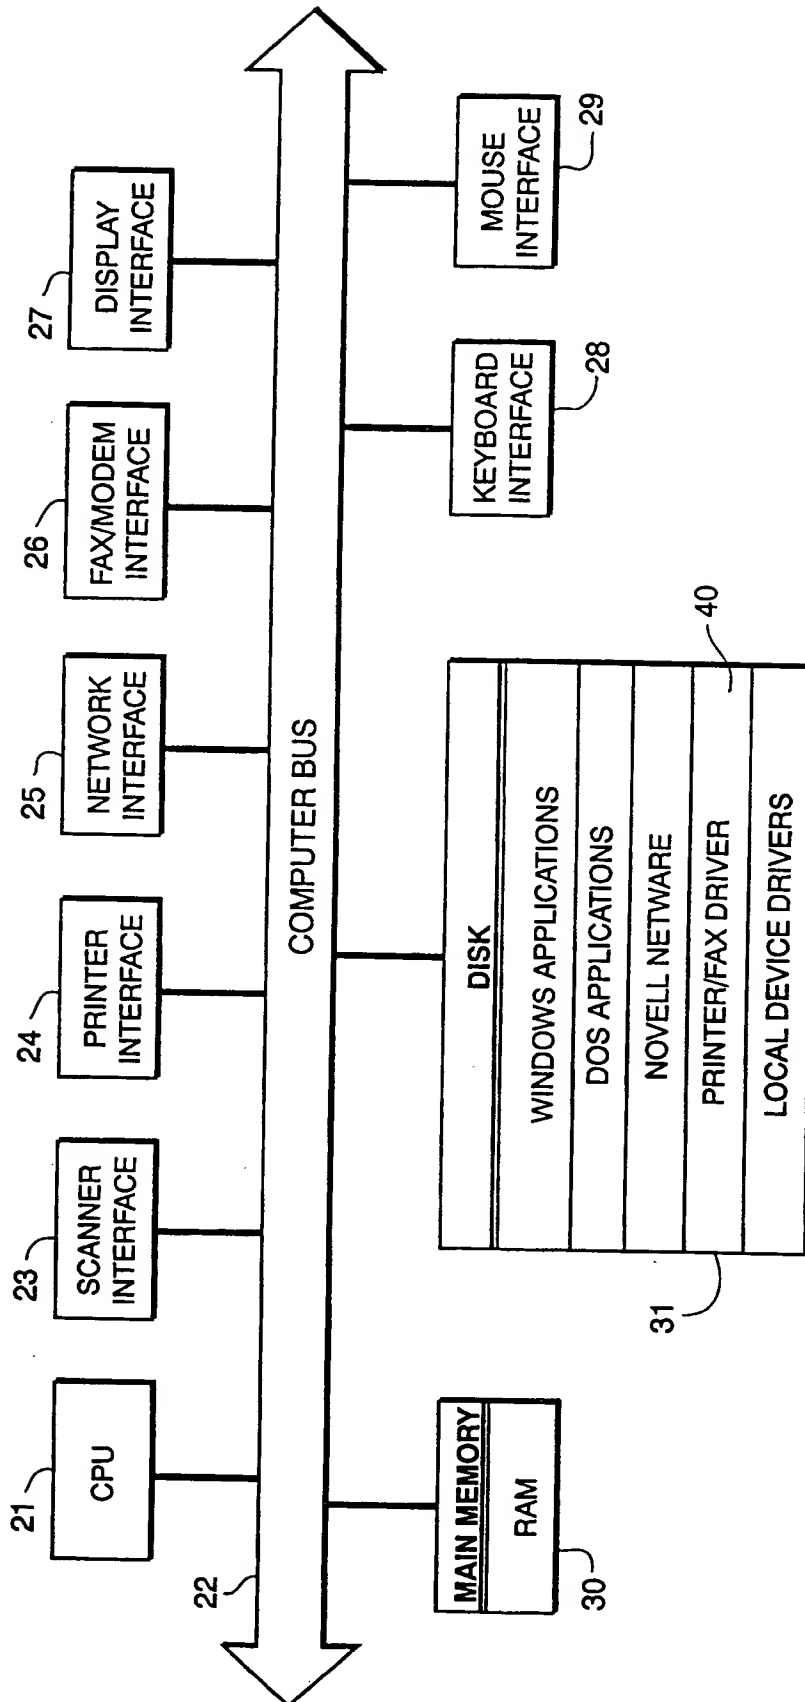 21
CPU
23
SCANNER
INTERFACE
24
PRINTER
INTERFACE
25
NETWORK
INTERFACE
26
FAX/MODEM
INTERFACE
27
DISPLAY
INTERFACE
22
COMPUTER BUS
MAIN MEMORY
RAM
30
DISK
WINDOWS APPLICATIONS
DOS APPLICATIONS
NOVELL NETWARE
PRINTER/FAX DRIVER
LOCAL DEVICE DRIVERS
31
40
KEYBOARD
INTERFACE
28
MOUSE
INTERFACE
29